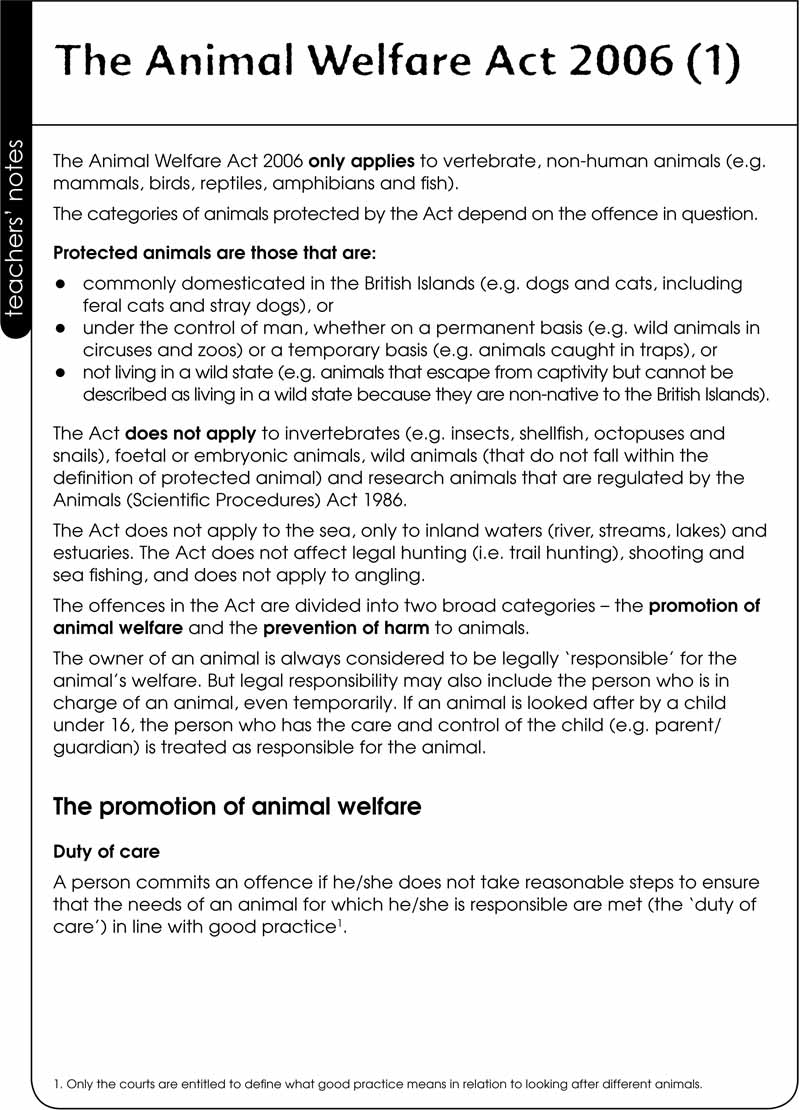 The Animal Welfare Act 2006 (1)
teachers' notes
The Animal Welfare Act 2006 only applies to vertebrate, non-human animals (e.g.
mammals, birds, reptiles, amphibians and fish).
The categories of animals protected by the Act depend on the offence in question.
Protected animals are those that are:
● commonly domesticated in the British Islands (e.g. dogs and cats, including
feral cats and stray dogs), or
● under the control of man, whether on a permanent basis (e.g. wild animals in
circuses and zoos) or a temporary basis (e.g. animals caught in traps), or
● not living in a wild state (e.g. animals that escape from captivity but cannot be
described as living in a wild state because they are non-native to the British Islands).
The Act does not apply to invertebrates (e.g. insects, shellfish, octopuses and
snails), foetal or embryonic animals, wild animals (that do not fall within the
definition of protected animal) and research animals that are regulated by the
Animals (Scientific Procedures) Act 1986.
The Act does not apply to the sea, only to inland waters (river, streams, lakes) and
estuaries. The Act does not affect legal hunting (i.e. trail hunting), shooting and
sea fishing, and does not apply to angling.
The offences in the Act are divided into two broad categories – the promotion of
animal welfare and the prevention of harm to animals.
The owner of an animal is always considered to be legally ‘responsible’ for the
animal’s welfare. But legal responsibility may also include the person who is in
charge of an animal, even temporarily. If an animal is looked after by a child
under 16, the person who has the care and control of the child (e.g. parent/
guardian) is treated as responsible for the animal.
The promotion of animal welfare
Duty of care
A person commits an offence if he/she does not take reasonable steps to ensure
that the needs of an animal for which he/she is responsible are met (the ‘duty of
care’) in line with good practice¹.
1. Only the courts are entitled to define what good practice means in relation to looking after different animals.